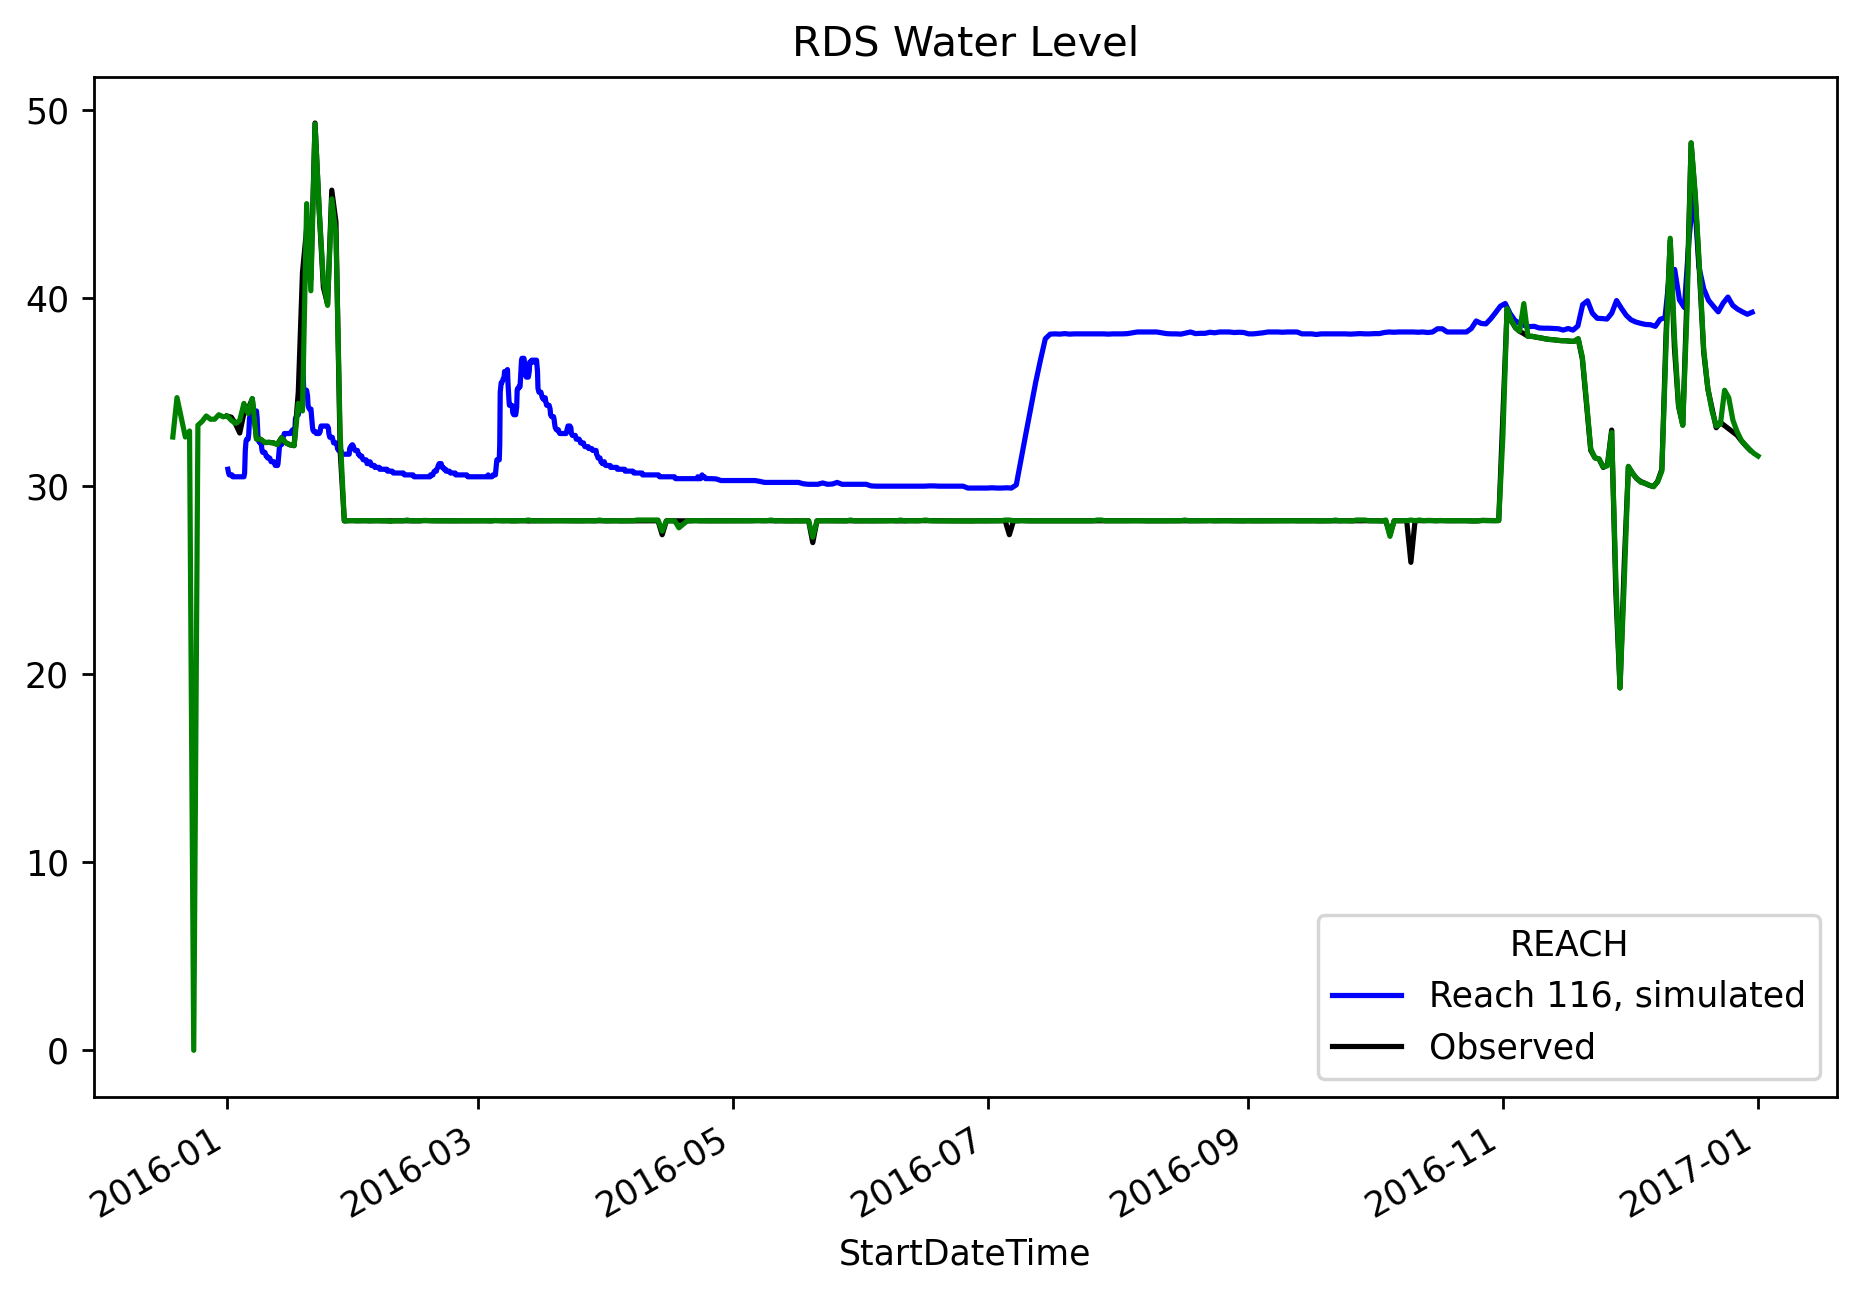 RDS Water Level
50
40
30
20
10
0
REACH
Reach 116, simulated
Observed
2016-01
2016-03
2016-05
2016-07
2016-09
2016-11
2017-01
StartDateTime